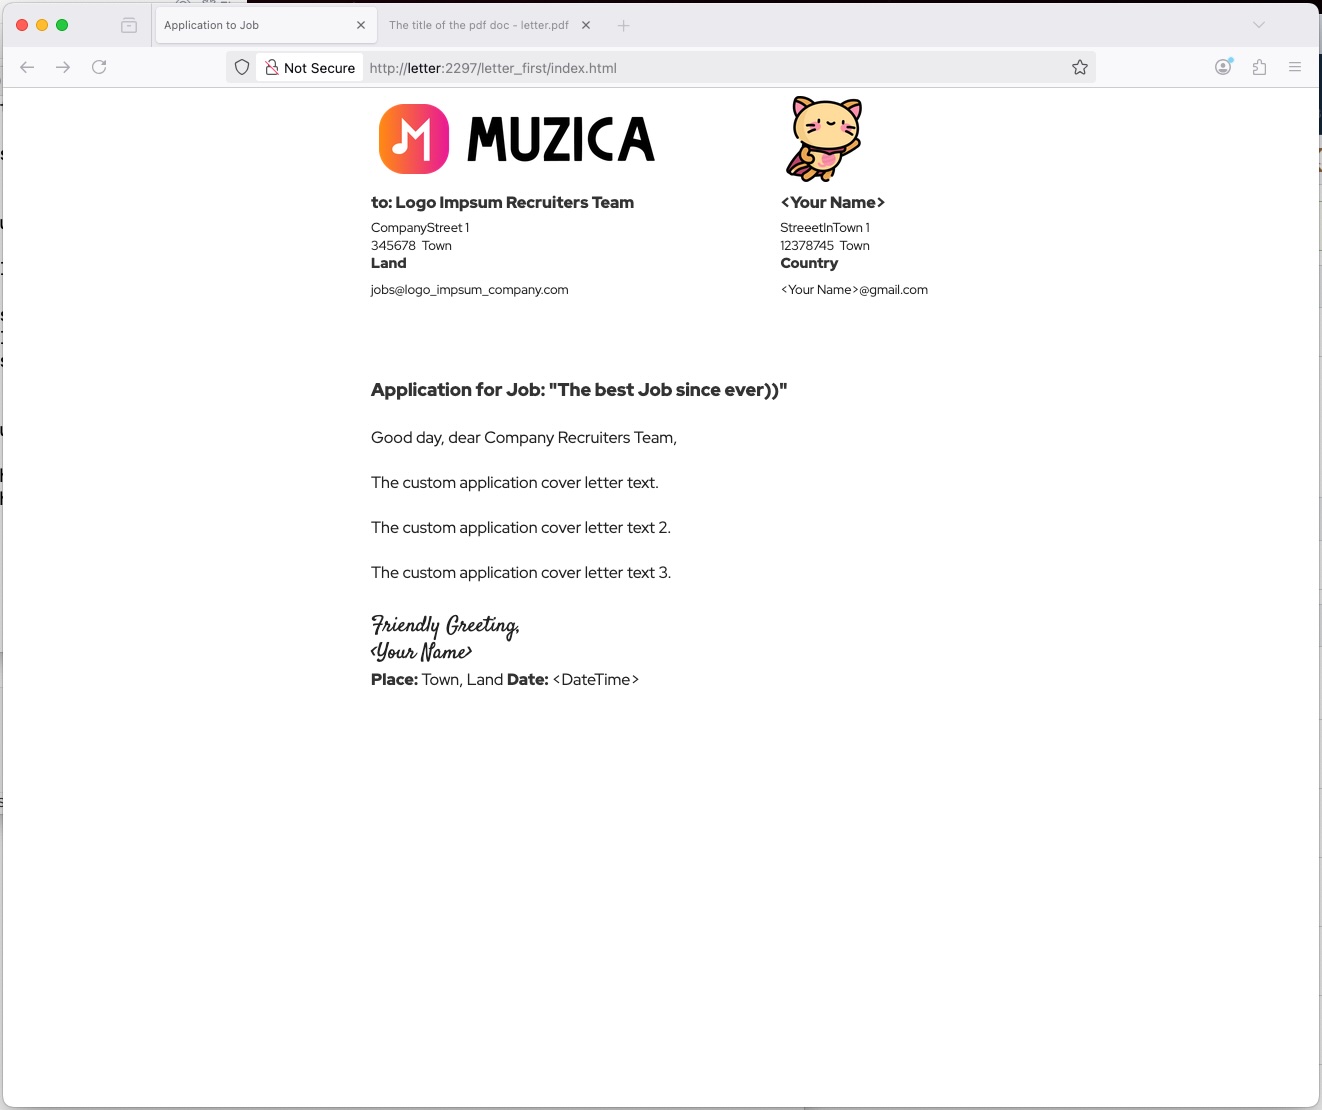 Application to Job
The title of the pdf doc - letter.pdf
Not Secure
http://letter:2297/letter_first/index.html
MUZICA
to: Logo Impsum Recruiters Team
CompanyStreet 1
345678 Town
Land
jobs@logo_impsum_company.com
<Your Name>
StreeetInTown 1
12378745 Town
Country
<Your Name>@gmail.com
Application for Job: "The best Job since ever))"
Good day, dear Company Recruiters Team,
The custom application cover letter text.
The custom application cover letter text 2.
The custom application cover letter text 3.
Friendly Greeting,
<Your Name>
Place: Town, Land Date: <DateTime>